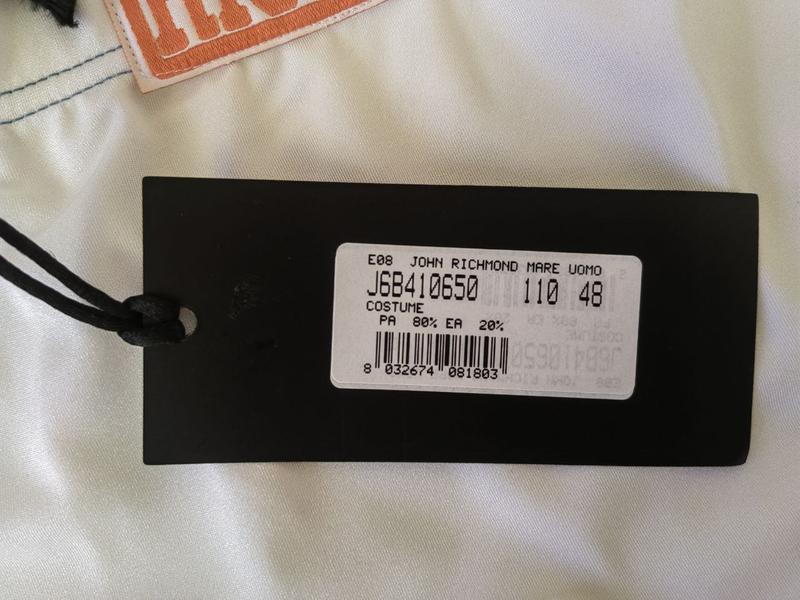 E08 JOHN RICHMOND MARE UOMO
J6B410650 110 48
COSTUME
PA 80% EA 20%
8 032674 081803